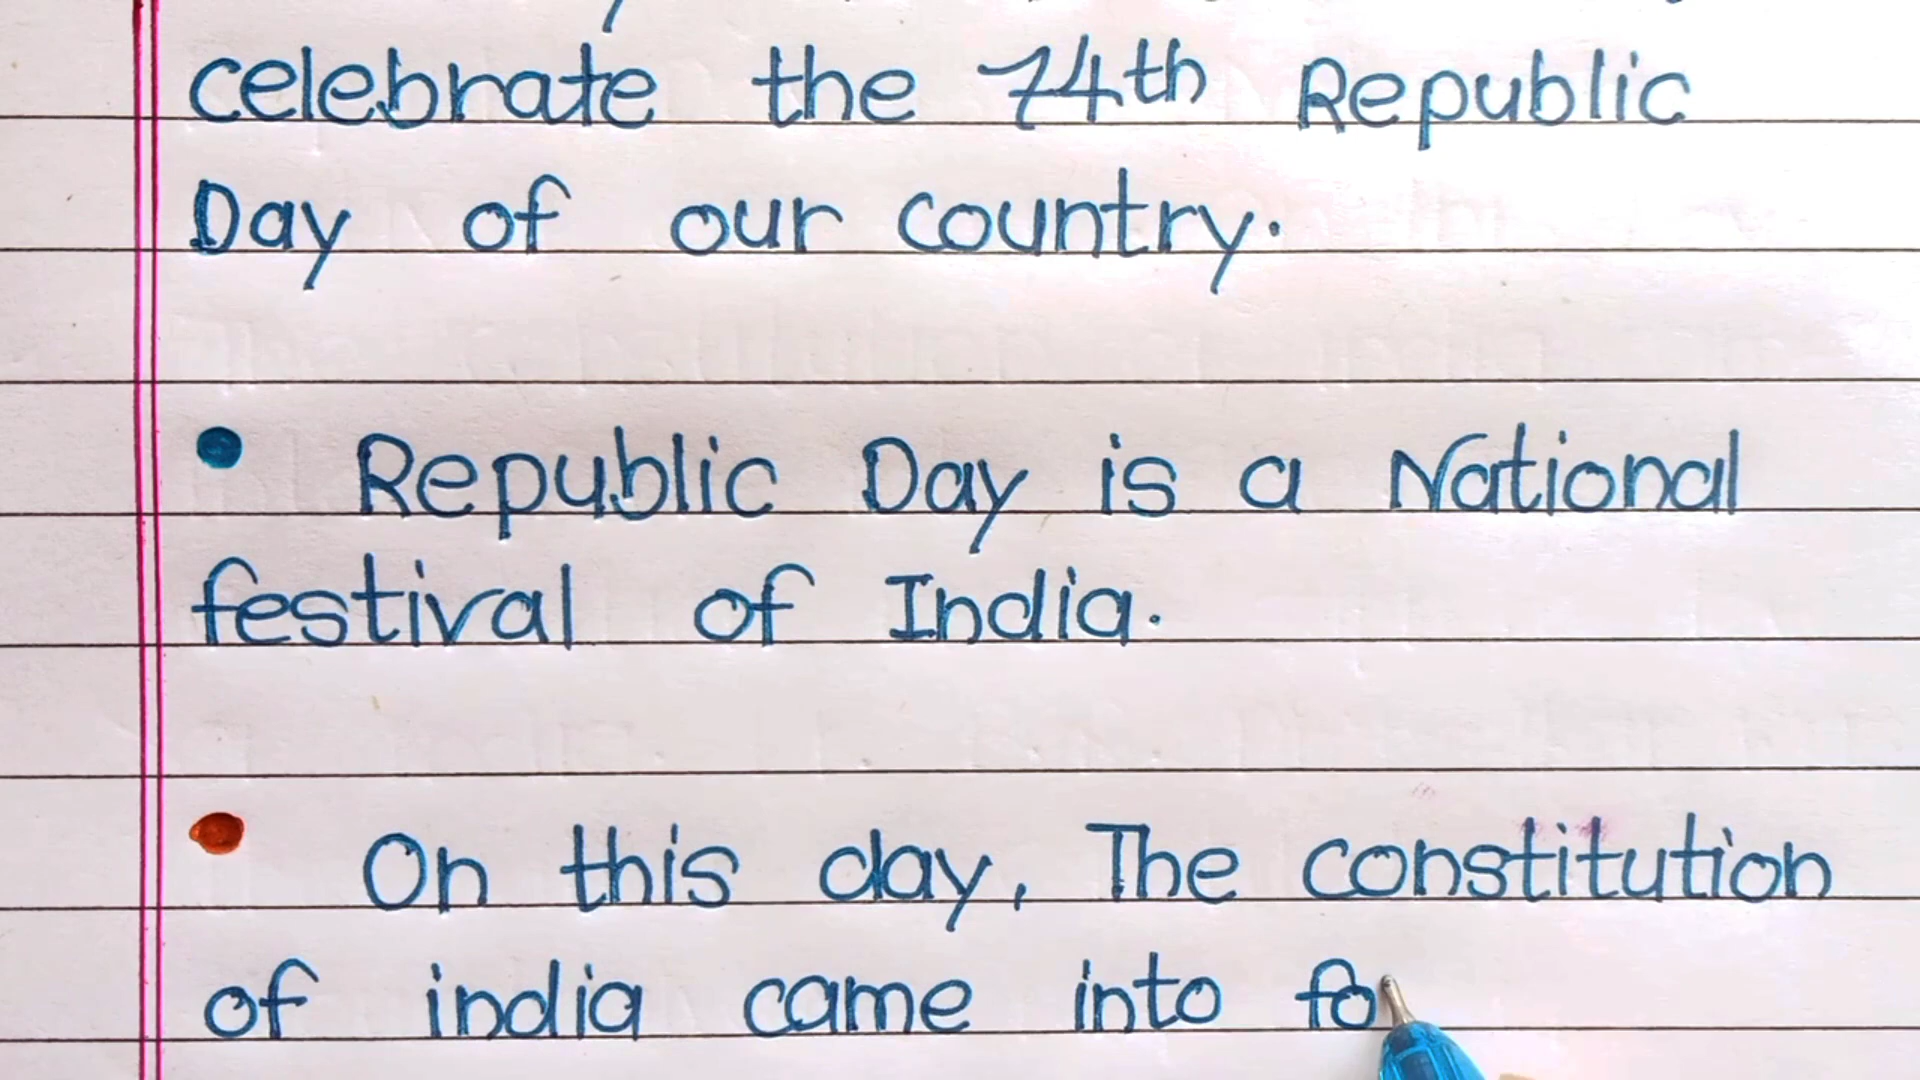 celebrate the 74th Republic
Day of our country.
• Republic Day is a National
festival of India.
• On this day, The constitution
of india came into fo